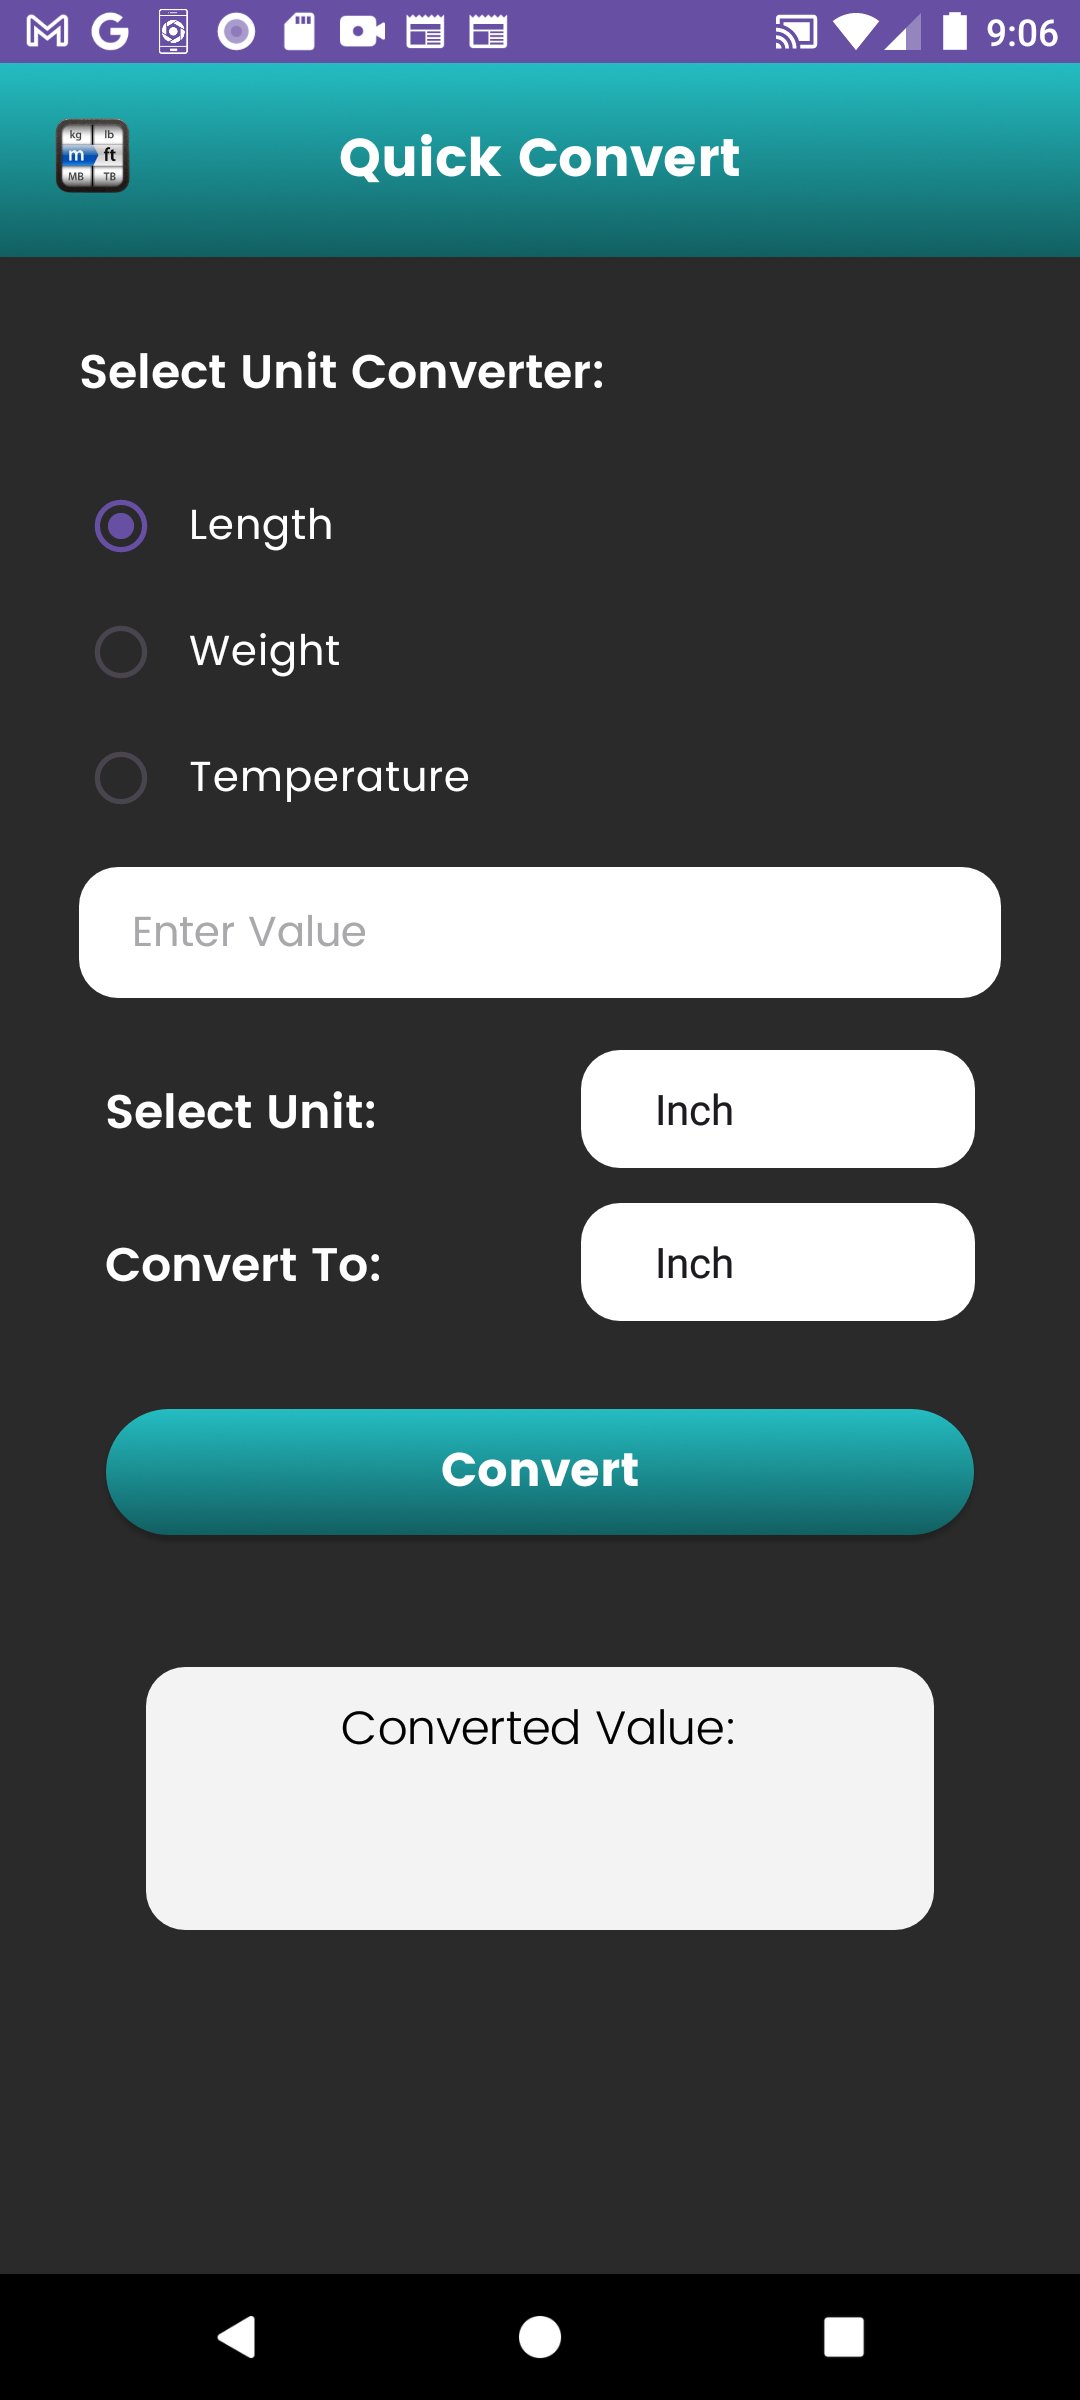 9:06
kg lb
m ft
MB TB
Quick Convert
Select Unit Converter:
Length
Weight
Temperature
Enter Value
Select Unit: Inch
Convert To: Inch
Convert
Converted Value: